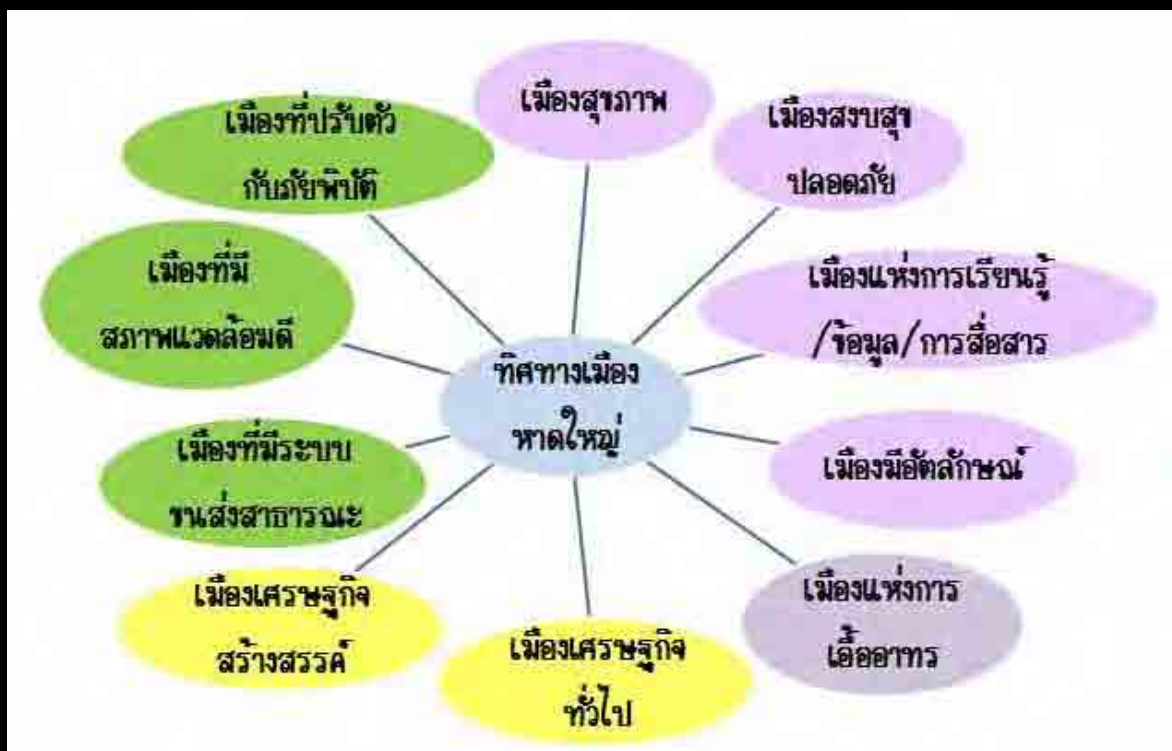 เมืองสุขภาพ
เมืองสงบสุข
ปลอดภัย
เมืองแห่งการเรียนรู้
/ข้อมูล/การสื่อสาร
เมืองมีอัตลักษณ์
เมืองแห่งการ
เอื้ออาทร
เมืองเศรษฐกิจ
ทั่วไป
เมืองเศรษฐกิจ
สร้างสรรค์
เมืองที่มีระบบ
ขนส่งสาธารณะ
เมืองที่มี
สภาพแวดล้อมดี
เมืองที่ปรับตัว
กับภัยพิบัติ
ทิศทางเมือง
หาดใหญ่